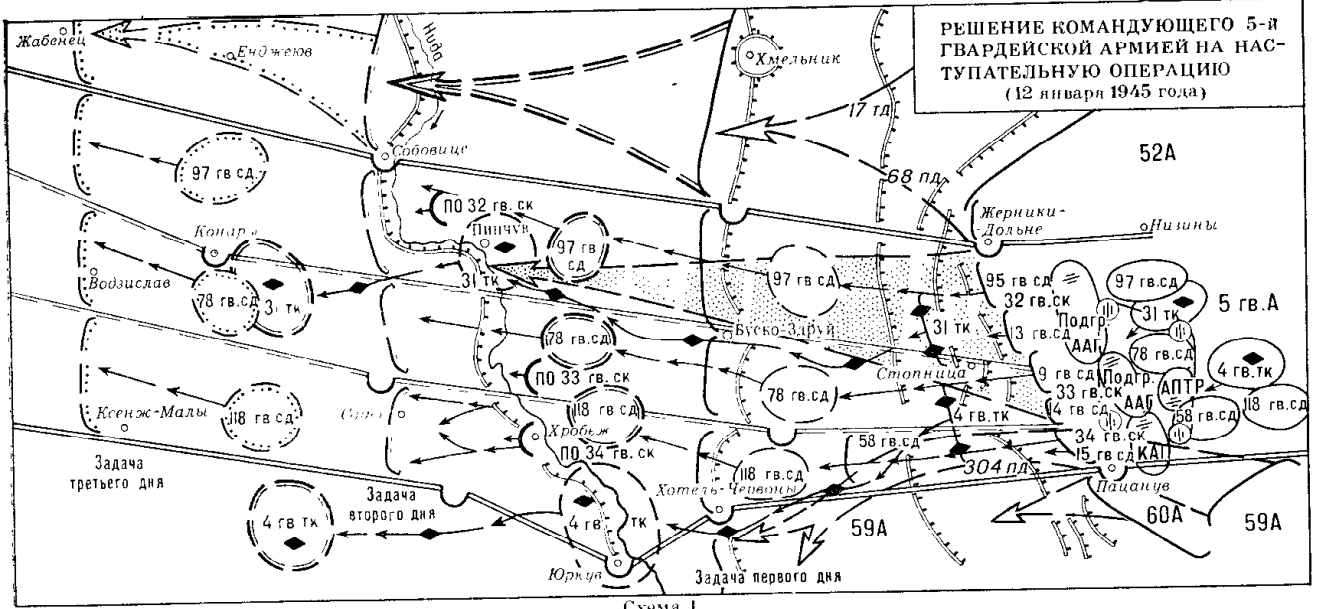 РЕШЕНИЕ КОМАНДУЮЩЕГО 5-й
ГВАРДЕЙСКОЙ АРМИЕЙ НА НАС-
ТУПАТЕЛЬНУЮ ОПЕРАЦИЮ
(12 января 1945 года)
Жабенец
Енджеюв
Нида
Хмельник
17 тд
52А
68 пд
Собовице
97 гв сд.
ПО 32 гв. ск
Пинчув
97 гв
сд
Жерники-
Дольне
Низины
Водзислав
78 гв.сд
31 тк
97 гв.сд
95 гв сд
32 гв.ск
13 гв.сд
Подгр.
ААГ
97 гв.сд
31 тк
5 гв.А
31 тк
Буско-Здруй
78 гв.сд
ПО 33 гв. ск
Стопница
78 гв.сд
9 гв сд
33 гв.ск
14 гв.сд
Подгр.
ААГ
78 гв сд
АПТР
4 гв.тк
58 гв.сд
118 гв.сд
Ксенж-Малы
118 гв сд
118 гв сд
Хробеж
ПО 34 гв. ск
4 гв.тк
58 гв.сд
34 гв.ск
15 гв сд
КАГ
118 гв.сд
304 пд
Пацанув
Хотель-Червоны
Задача
третьего дня
Задача
второго дня
4 гв тк
4 гв
тк
59А
60А
59А
Юркув
Задача первого дня
Схема 1